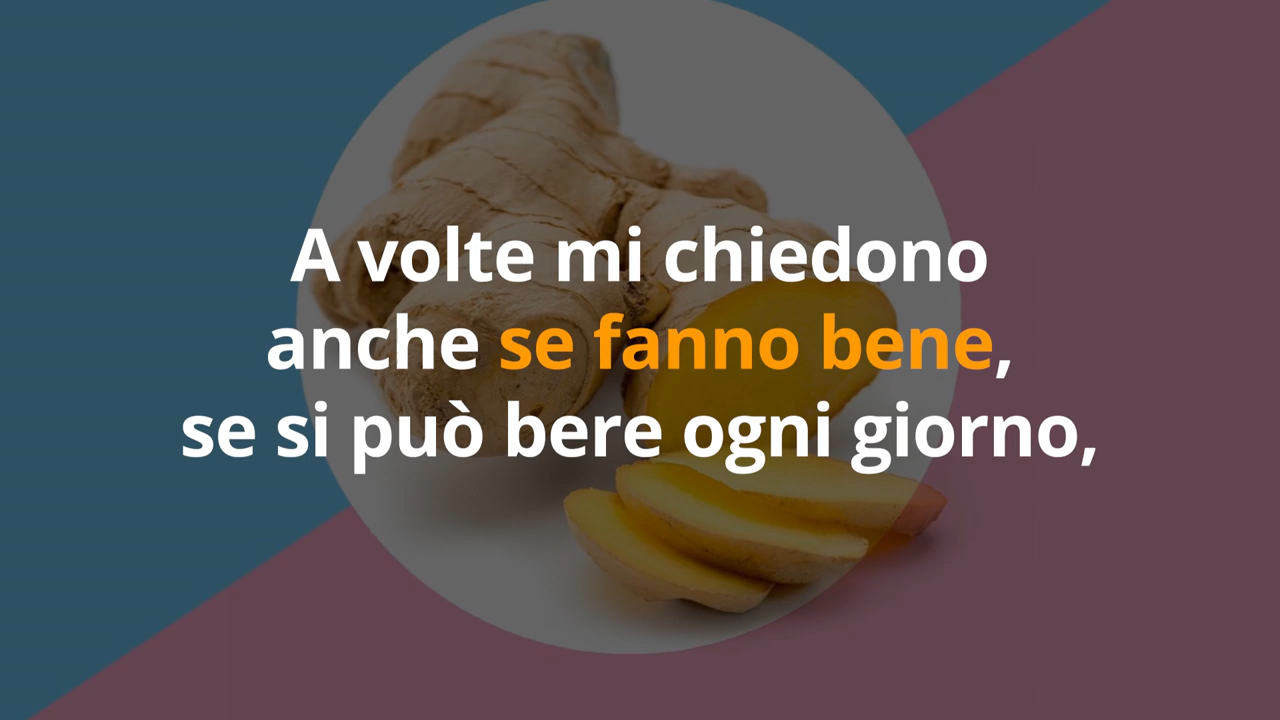 A volte mi chiedono
anche se fanno bene,
se si può bere ogni giorno,